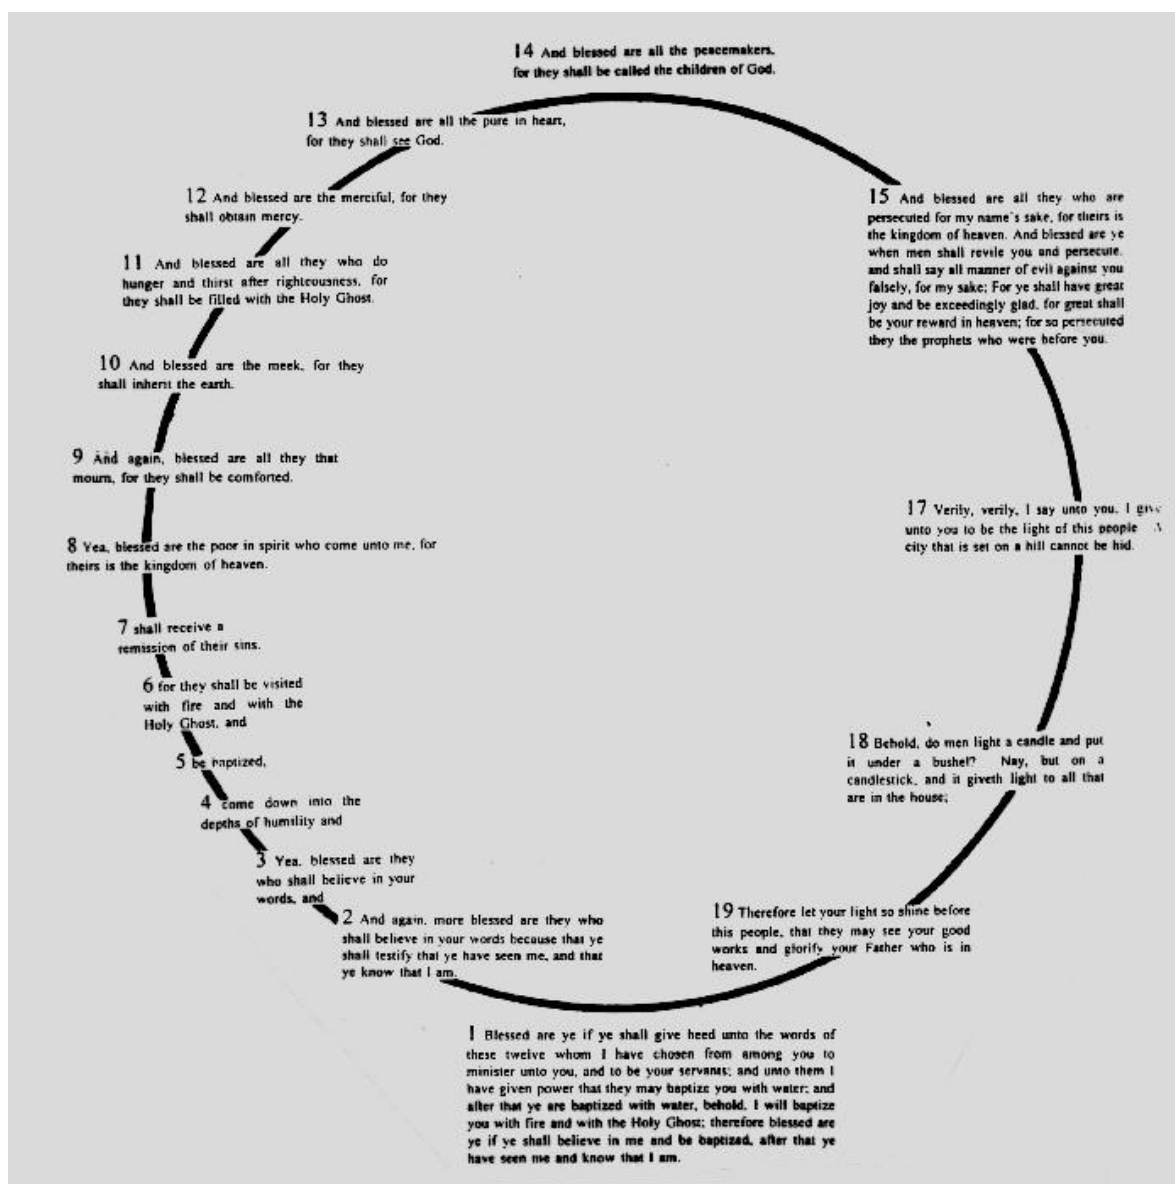 14 And blessed are all the peacemakers,
for they shall be called the children of God.
13 And blessed are all the pure in heart,
for they shall see God.
12 And blessed are the merciful, for they
shall obtain mercy.
11 And blessed are all they who do
hunger and thirst after righteousness, for
they shall be filled with the Holy Ghost.
10 And blessed are the meek, for they
shall inherit the earth.
9 And again, blessed are all they that
mourn, for they shall be comforted.
8 Yea, blessed are the poor in spirit who come unto me, for
theirs is the kingdom of heaven.
7 shall receive a
remission of their sins.
6 for they shall be visited
with fire and with the
Holy Ghost, and
5 be baptized,
4 come down into the
depths of humility and
3 Yea, blessed are they
who shall believe in your
words, and
2 And again, more blessed are they who
shall believe in your words because that ye
shall testify that ye have seen me, and that
ye know that I am.
1 Blessed are ye if ye shall give heed unto the words of
these twelve whom I have chosen from among you to
minister unto you, and to be your servants; and unto them I
have given power that they may baptize you with water; and
after that ye are baptized with water, behold, I will baptize
you with fire and with the Holy Ghost; therefore blessed are
ye if ye shall believe in me and be baptized, after that ye
have seen me and know that I am.
15 And blessed are all they who are
persecuted for my name's sake, for theirs is
the kingdom of heaven. And blessed are ye
when men shall revile you and persecute,
and shall say all manner of evil against you
falsely, for my sake; For ye shall have great
joy and be exceedingly glad, for great shall
be your reward in heaven; for so persecuted
they the prophets who were before you.
17 Verily, verily, I say unto you, I give
unto you to be the light of this people A
city that is set on a hill cannot be hid.
18 Behold, do men light a candle and put
it under a bushel? Nay, but on a
candlestick, and it giveth light to all that
are in the house;
19 Therefore let your light so shine before
this people, that they may see your good
works and glorify your Father who is in
heaven.